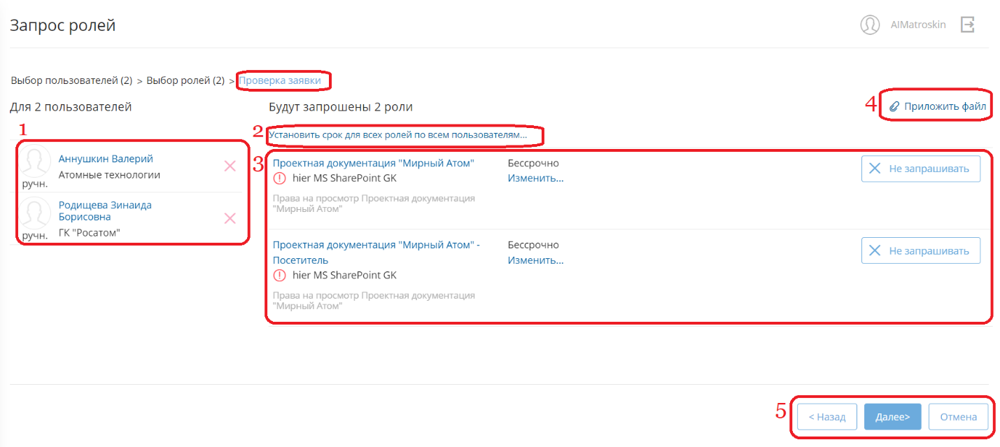 Запрос ролей
AIMatroskin
Выбор пользователей (2) > Выбор ролей (2) > Проверка заявки
Для 2 пользователей
Будут запрошены 2 роли
4
Приложить файл
1
2
Установить срок для всех ролей по всем пользователям...
Аннушкин Валерий
Атомные технологии
ручн.
Родищева Зинаида
Борисовна
ГК "Росатом"
ручн.
3
Проектная документация "Мирный Атом"
hier MS SharePoint GK
Права на просмотр Проектная документация
"Мирный Атом"
Бессрочно
Изменить...
Не запрашивать
Проектная документация "Мирный Атом" -
Посетитель
hier MS SharePoint GK
Права на просмотр Проектная документация
"Мирный Атом"
Бессрочно
Изменить...
Не запрашивать
5
< Назад
Далее>
Отмена